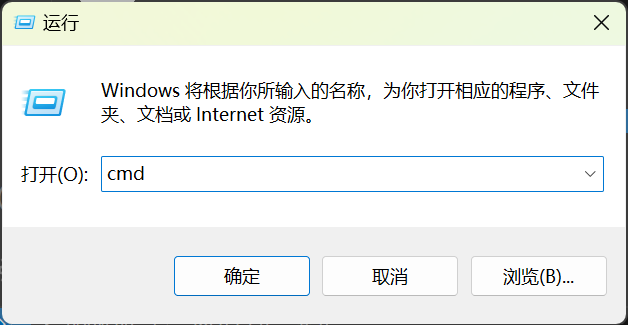 运行
Windows 将根据你所输入的名称，为你打开相应的程序、文件
夹、文档或 Internet 资源。
打开(O): cmd
确定 取消 浏览(B)...